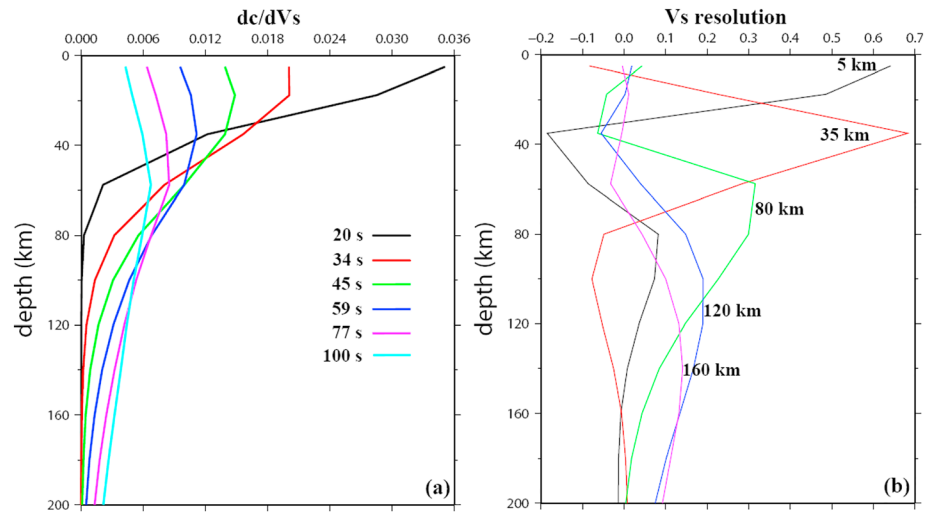 dc/dVs
0.000 0.006 0.012 0.018 0.024 0.030 0.036
0
40
80
120
160
200
depth (km)
20 s
34 s
45 s
59 s
77 s
100 s
(a)
Vs resolution
−0.2 −0.1 0.0 0.1 0.2 0.3 0.4 0.5 0.6 0.7
0
40
80
120
160
200
depth (km)
5 km
35 km
80 km
120 km
160 km
(b)